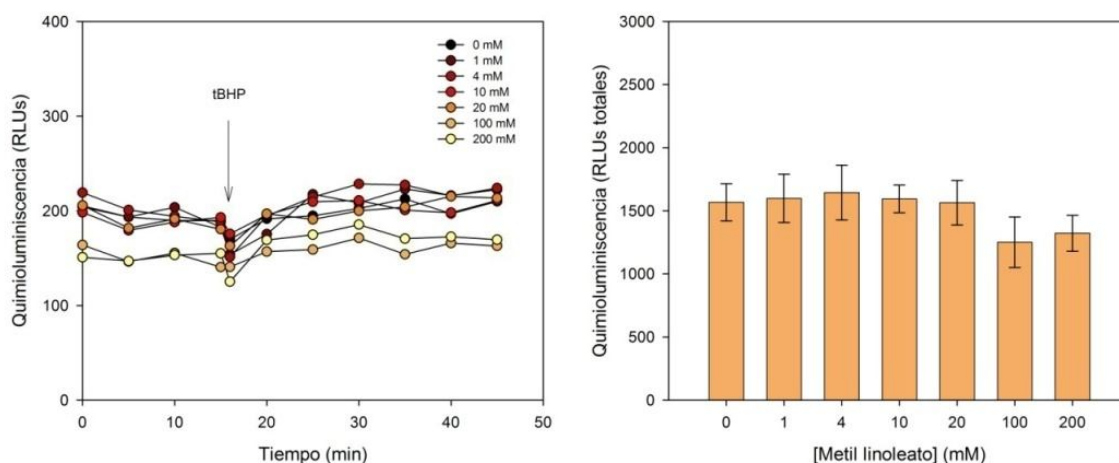 400
300
200
100
0
Quimioluminiscencia (RLUs)
tBHP
0 mM
1 mM
4 mM
10 mM
20 mM
100 mM
200 mM
0 10 20 30 40 50
Tiempo (min)
3000
2500
2000
1500
1000
500
0
Quimioluminiscencia (RLUs totales)
0 1 4 10 20 100 200
[Metil linoleato] (mM)